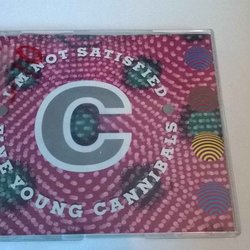 I'M NOT SATISFIED
C
FINE YOUNG CANNIBALS